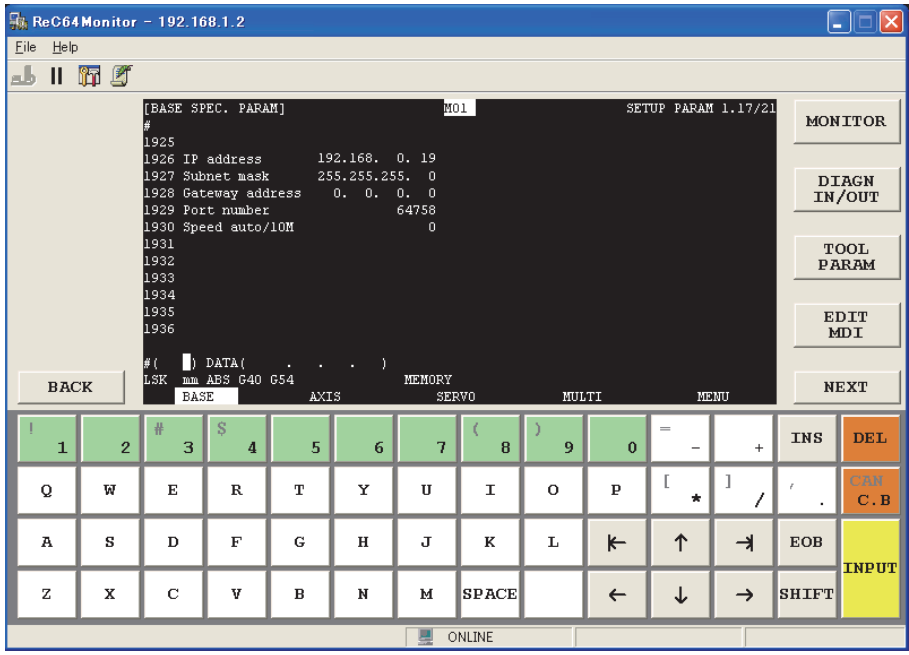 ReC64Monitor - 192.168.1.2
File Help
[BASE SPEC. PARAM] M01 SETUP PARAM 1.17/21
#
1925
1926 IP address 192.168. 0. 19
1927 Subnet mask 255.255.255. 0
1928 Gateway address 0. 0. 0. 0
1929 Port number 64758
1930 Speed auto/10M 0
1931
1932
1933
1934
1935
1936
#( ) DATA( . . . )
LSK mm ABS G40 G54 MEMORY
BASE AXIS SERVO MULTI MENU
BACK
MONITOR
DIAGN
IN/OUT
TOOL
PARAM
EDIT
MDI
NEXT
! 1 2 # 3 $ 4 5 6 7 ( 8 ) 9 0 = - + INS DEL
Q W E R T Y U I O P [ * ] / , . CAN C.B
A S D F G H J K L EOB INPUT
Z X C V B N M SPACE ← ↓ → SHIFT
ONLINE